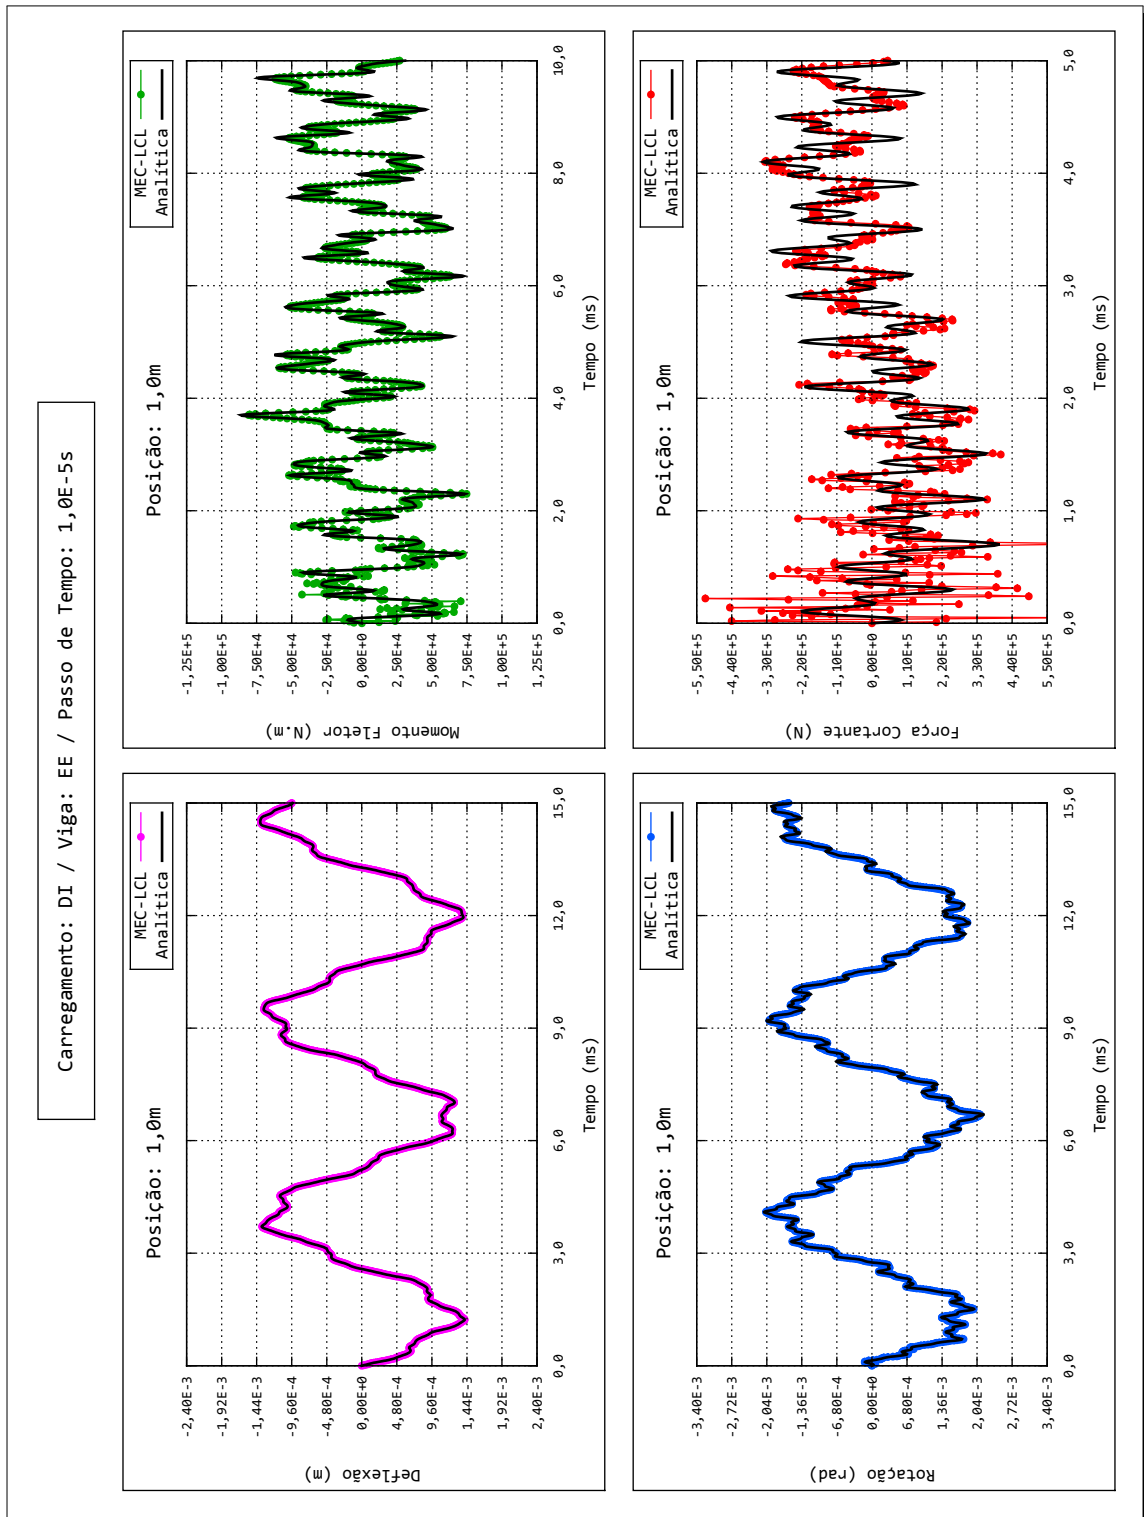 Carregamento: DI / Viga: EE / Passo de Tempo: 1,0E-5s
Posição: 1,0m
MEC-LCL
Analítica
Deflexão (m)
-2,40E-3
-1,92E-3
-1,44E-3
-9,60E-4
-4,80E-4
0,00E+0
4,80E-4
9,60E-4
1,44E-3
1,92E-3
2,40E-3
0,0 3,0 6,0 9,0 12,0 15,0
Tempo (ms)
Posição: 1,0m
MEC-LCL
Analítica
Momento Fletor (N.m)
-1,25E+5
-1,00E+5
-7,50E+4
-5,00E+4
-2,50E+4
0,00E+0
2,50E+4
5,00E+4
7,50E+4
1,00E+5
1,25E+5
0,0 2,0 4,0 6,0 8,0 10,0
Tempo (ms)
Posição: 1,0m
MEC-LCL
Analítica
Rotação (rad)
-3,40E-3
-2,72E-3
-2,04E-3
-1,36E-3
-6,80E-4
0,00E+0
6,80E-4
1,36E-3
2,04E-3
2,72E-3
3,40E-3
0,0 3,0 6,0 9,0 12,0 15,0
Tempo (ms)
Posição: 1,0m
MEC-LCL
Analítica
Força Cortante (N)
-5,50E+5
-4,40E+5
-3,30E+5
-2,20E+5
-1,10E+5
0,00E+0
1,10E+5
2,20E+5
3,30E+5
4,40E+5
5,50E+5
0,0 1,0 2,0 3,0 4,0 5,0
Tempo (ms)